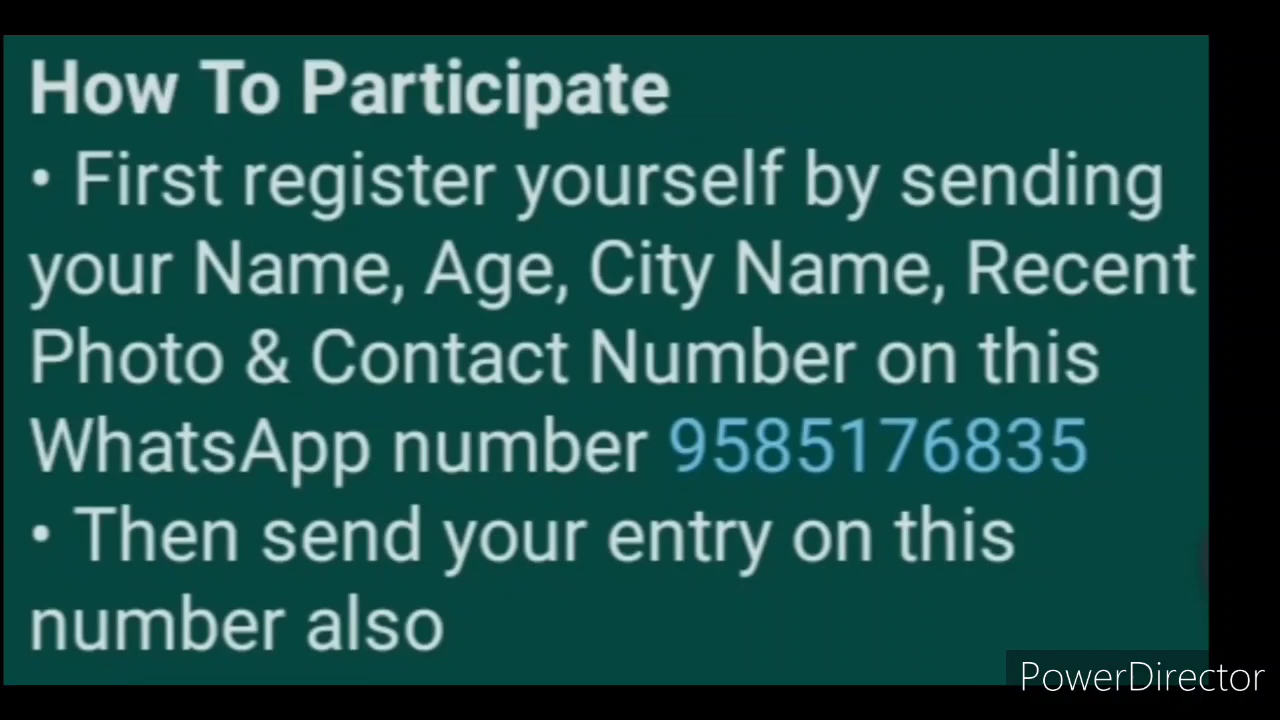 How To Participate
• First register yourself by sending
your Name, Age, City Name, Recent
Photo & Contact Number on this
WhatsApp number 9585176835
• Then send your entry on this
number also
PowerDirector